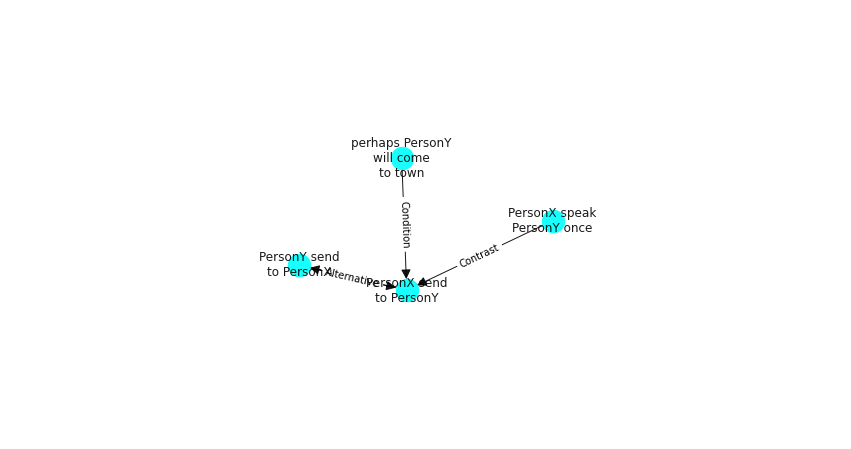 perhaps PersonY
will come
to town
Condition
PersonX speak
PersonY once
Contrast
PersonY send
to PersonX
Alternative
PersonX send
to PersonY